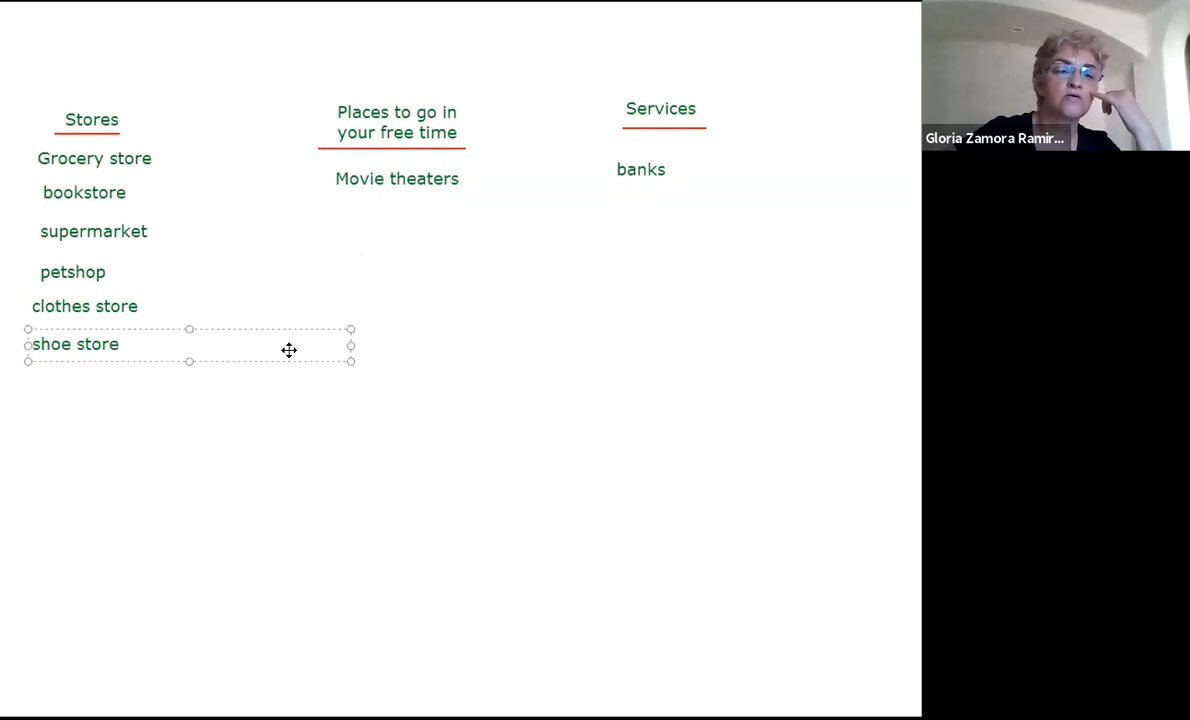 Stores
Grocery store
bookstore
supermarket
petshop
clothes store
shoe store
Places to go in
your free time
Movie theaters
Services
banks
Gloria Zamora Ramir...